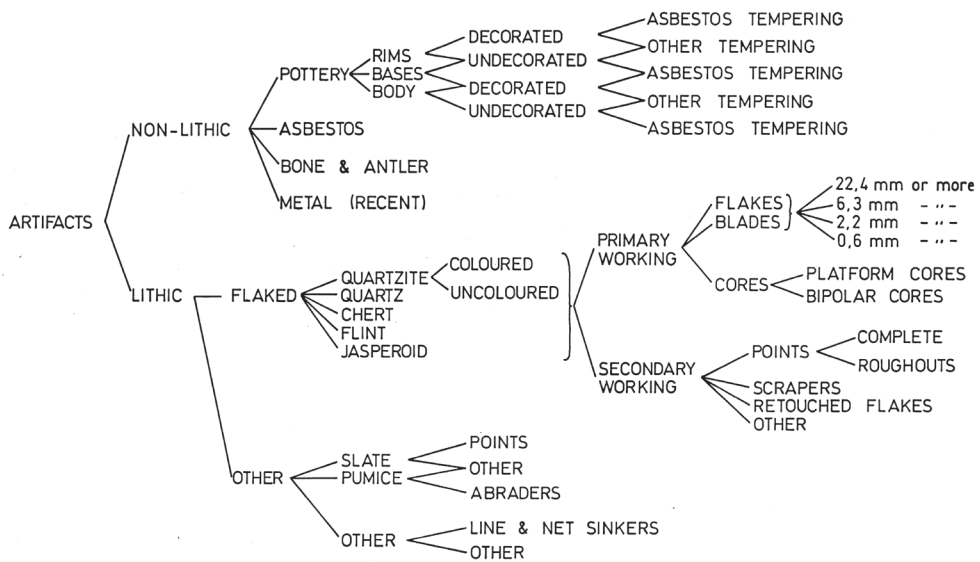 ARTIFACTS
NON-LITHIC
POTTERY
RIMS
BASES
BODY
DECORATED
UNDECORATED
DECORATED
UNDECORATED
ASBESTOS TEMPERING
OTHER TEMPERING
ASBESTOS TEMPERING
OTHER TEMPERING
ASBESTOS TEMPERING
ASBESTOS
BONE & ANTLER
METAL (RECENT)
LITHIC
FLAKED
QUARTZITE
QUARTZ
CHERT
FLINT
JASPEROID
COLOURED
UNCOLOURED
PRIMARY
WORKING
FLAKES
BLADES
22,4 mm or more
6,3 mm - " -
2,2 mm - " -
0,6 mm - " -
CORES
PLATFORM CORES
BIPOLAR CORES
SECONDARY
WORKING
POINTS
COMPLETE
ROUGHOUTS
SCRAPERS
RETOUCHED FLAKES
OTHER
OTHER
SLATE
PUMICE
POINTS
OTHER
ABRADERS
OTHER
LINE & NET SINKERS
OTHER